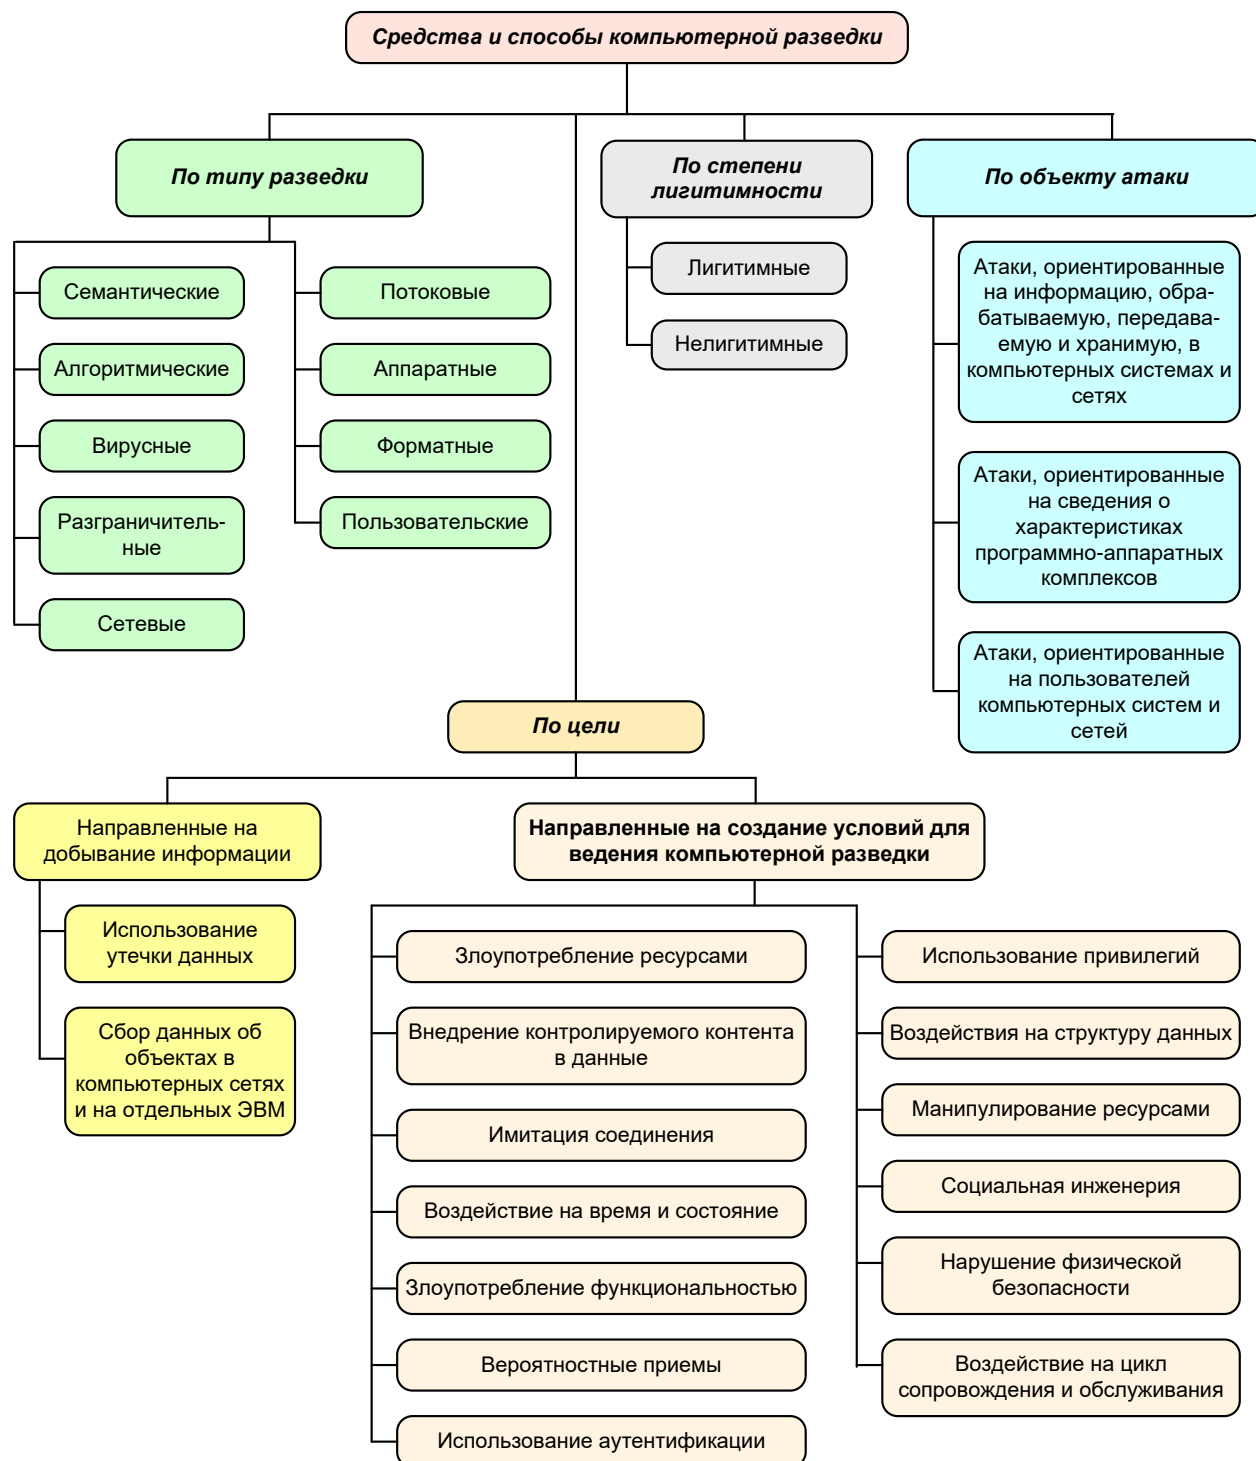 Средства и способы компьютерной разведки
По типу разведки
По степени
лигитимности
По объекту атаки
Семантические
Алгоритмические
Вирусные
Разграничитель-
ные
Сетевые
Потоковые
Аппаратные
Форматные
Пользовательские
Лигитимные
Нелигитимные
Атаки, ориентированные
на информацию, обра-
батываемую, передава-
емую и хранимую, в
компьютерных системах и
сетях
Атаки, ориентированные
на сведения о
характеристиках
программно-аппаратных
комплексов
Атаки, ориентированные
на пользователей
компьютерных систем и
сетей
По цели
Направленные на
добывание информации
Использование
утечки данных
Сбор данных об
объектах в
компьютерных сетях
и на отдельных ЭВМ
Направленные на создание условий для
ведения компьютерной разведки
Злоупотребление ресурсами
Внедрение контролируемого контента
в данные
Имитация соединения
Воздействие на время и состояние
Злоупотребление функциональностью
Вероятностные приемы
Использование аутентификации
Использование привилегий
Воздействия на структуру данных
Манипулирование ресурсами
Социальная инженерия
Нарушение физической
безопасности
Воздействие на цикл
сопровождения и обслуживания